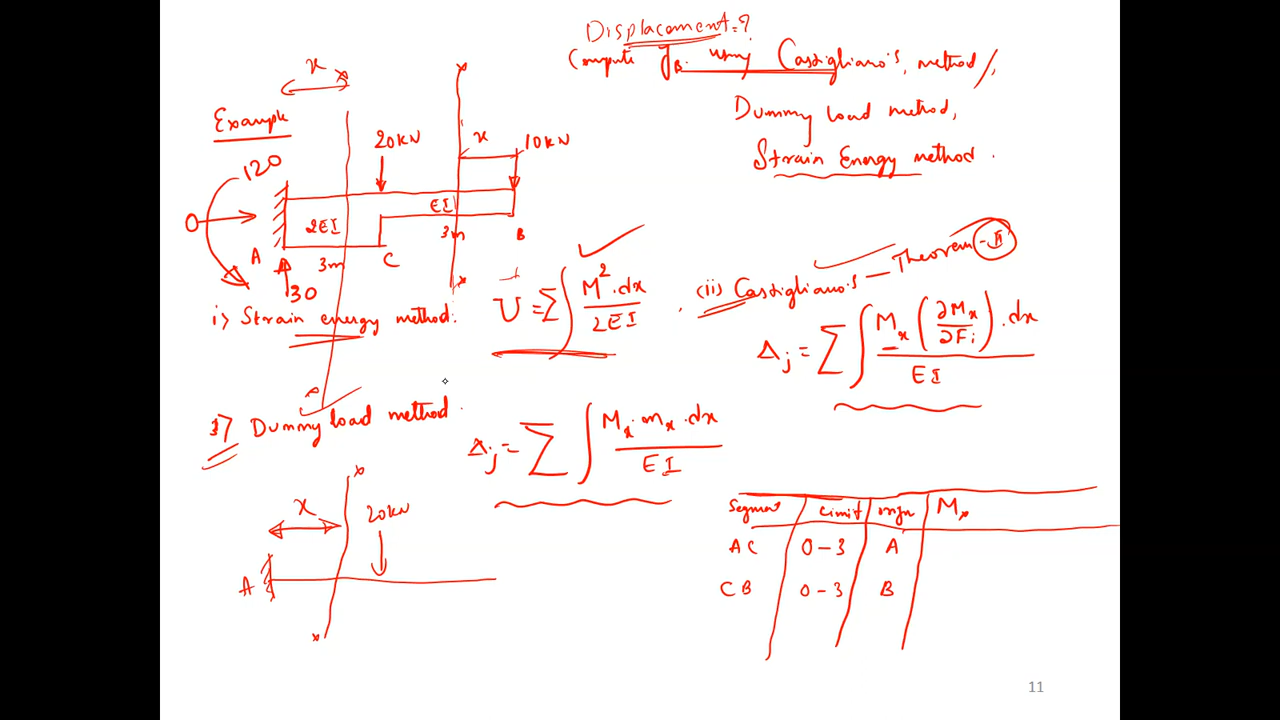 Displacement = ?
Compute δB. using Castigliano's, method/,
Dummy load method,
Strain Energy method.
x
Example
120
20kN
x
10kN
0
2EI
EI
3m
B
A
A
3m
C
30
i) Strain energy method:
U = Σ ∫ M² · dx / 2EI
(ii) Castigliano's — Theorem - II
Δj = Σ ∫ Mx (∂Mx / ∂Fi) · dx / EI
1) Dummy load method.
Δj = Σ ∫ Mx · mx · dx / EI
x
20kN
A
Segment Limit Origin Mx
AC 0-3 A
CB 0-3 B
11